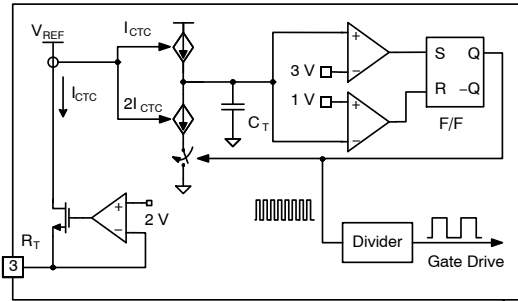 V_REF
I_CTC
I_CTC
2I_CTC
C_T
+
−
3 V
1 V
+
−
S Q
R −Q
F/F
+
−
2 V
R_T
3
Divider
Gate Drive